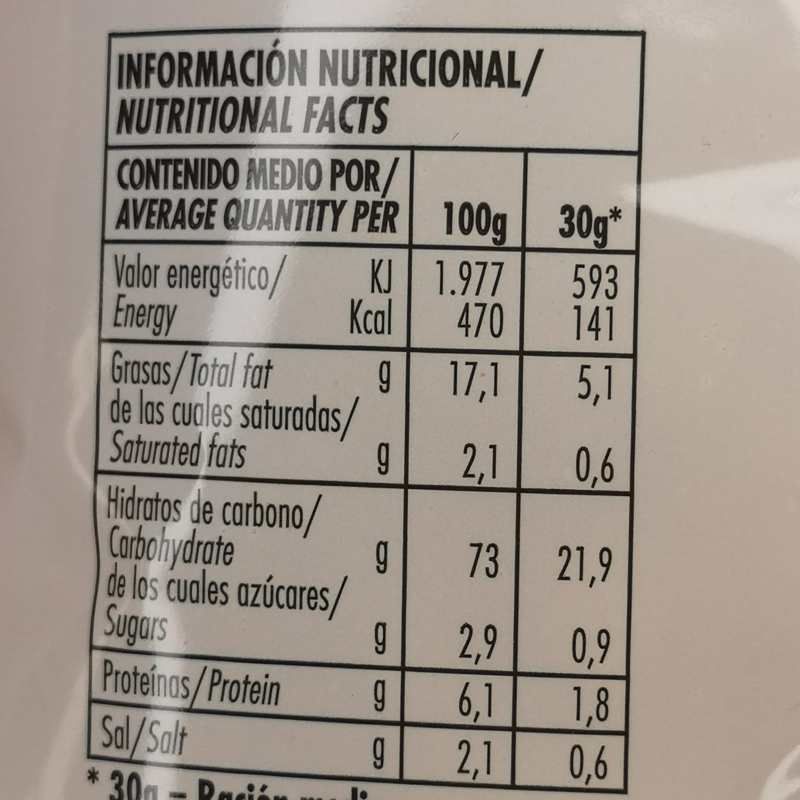 INFORMACIÓN NUTRICIONAL/
NUTRITIONAL FACTS
CONTENIDO MEDIO POR/
AVERAGE QUANTITY PER 100g 30g*
Valor energético/ KJ 1.977 593
Energy Kcal 470 141
Grasas/Total fat g 17,1 5,1
de las cuales saturadas/
Saturated fats g 2,1 0,6
Hidratos de carbono/
Carbohydrate g 73 21,9
de los cuales azúcares/
Sugars g 2,9 0,9
Proteínas/Protein g 6,1 1,8
Sal/Salt g 2,1 0,6
* 30g – Ración